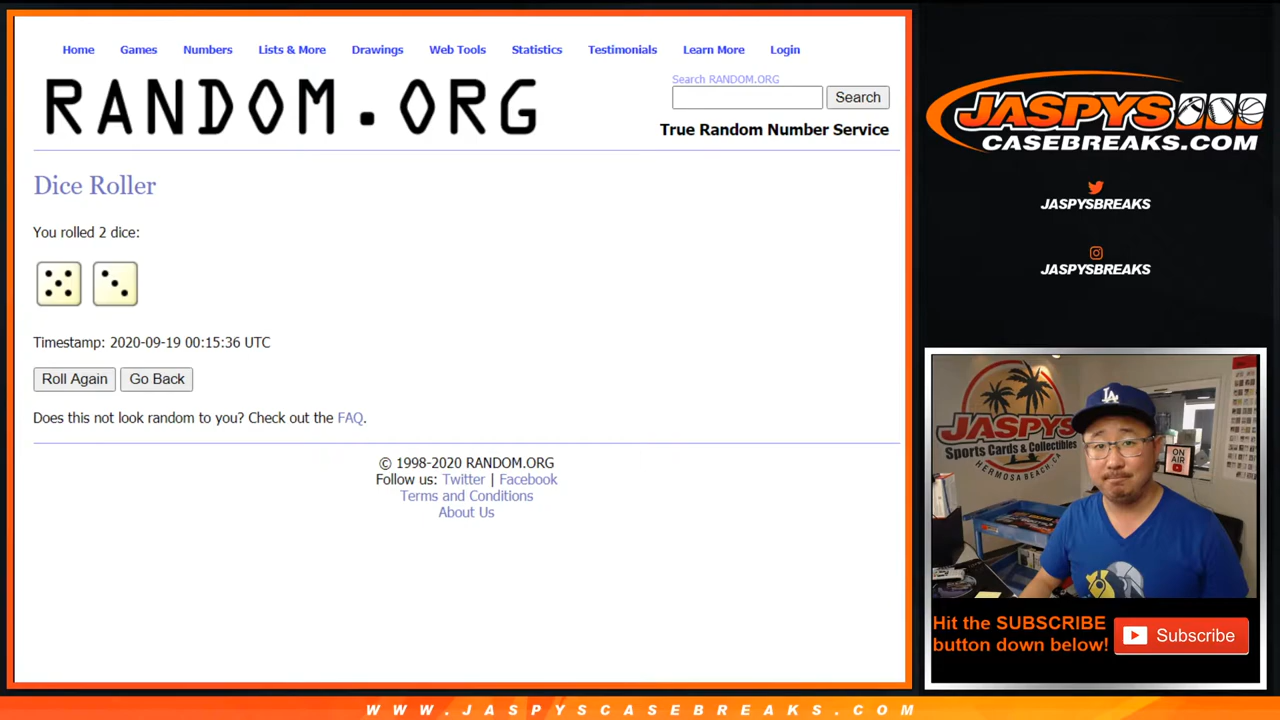 Home Games Numbers Lists & More Drawings Web Tools Statistics Testimonials Learn More Login
RANDOM.ORG
Search RANDOM.ORG
Search
True Random Number Service
Dice Roller
You rolled 2 dice:
Timestamp: 2020-09-19 00:15:36 UTC
Roll Again Go Back
Does this not look random to you? Check out the FAQ.
© 1998-2020 RANDOM.ORG
Follow us: Twitter | Facebook
Terms and Conditions
About Us
JASPYS
CASEBREAKS.COM
JASPYSBREAKS
JASPYSBREAKS
JASPYS
Sports Cards & Collectibles
HERMOSA BEACH, CA
LA
ON
AIR
Hit the SUBSCRIBE
button down below!
Subscribe
WWW.JASPYSCASEBREAKS.COM